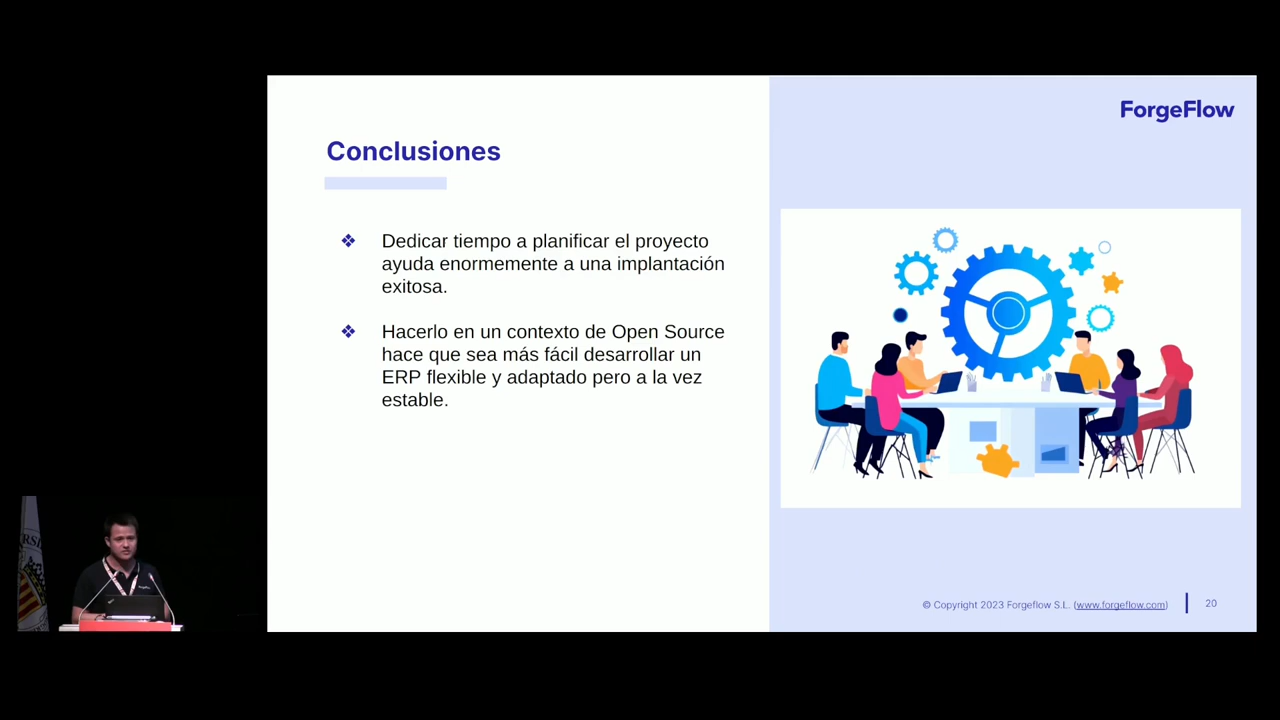 ForgeFlow
Conclusiones
❖ Dedicar tiempo a planificar el proyecto
ayuda enormemente a una implantación
exitosa.
❖ Hacerlo en un contexto de Open Source
hace que sea más fácil desarrollar un
ERP flexible y adaptado pero a la vez
estable.
© Copyright 2023 Forgeflow S.L. (www.forgeflow.com)
20